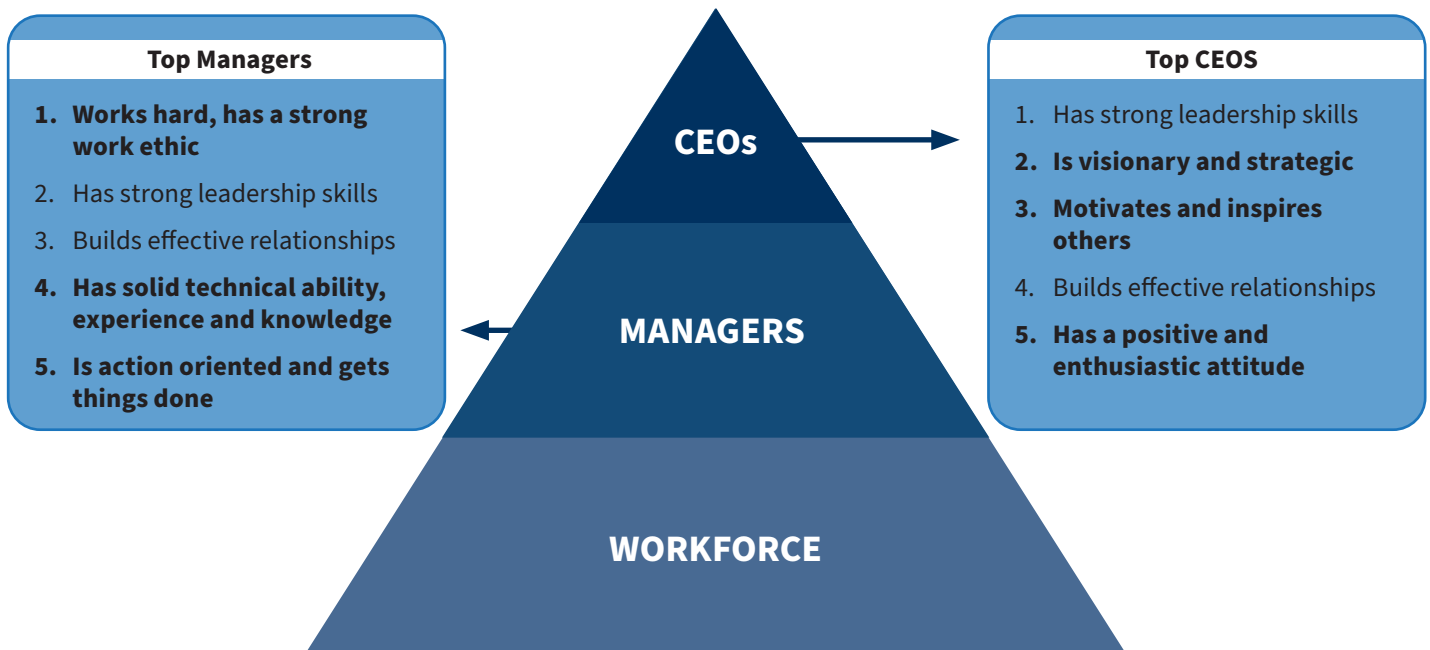 Top Managers
1. Works hard, has a strong
work ethic
2. Has strong leadership skills
3. Builds effective relationships
4. Has solid technical ability,
experience and knowledge
5. Is action oriented and gets
things done
CEOs
MANAGERS
WORKFORCE
Top CEOS
1. Has strong leadership skills
2. Is visionary and strategic
3. Motivates and inspires
others
4. Builds effective relationships
5. Has a positive and
enthusiastic attitude